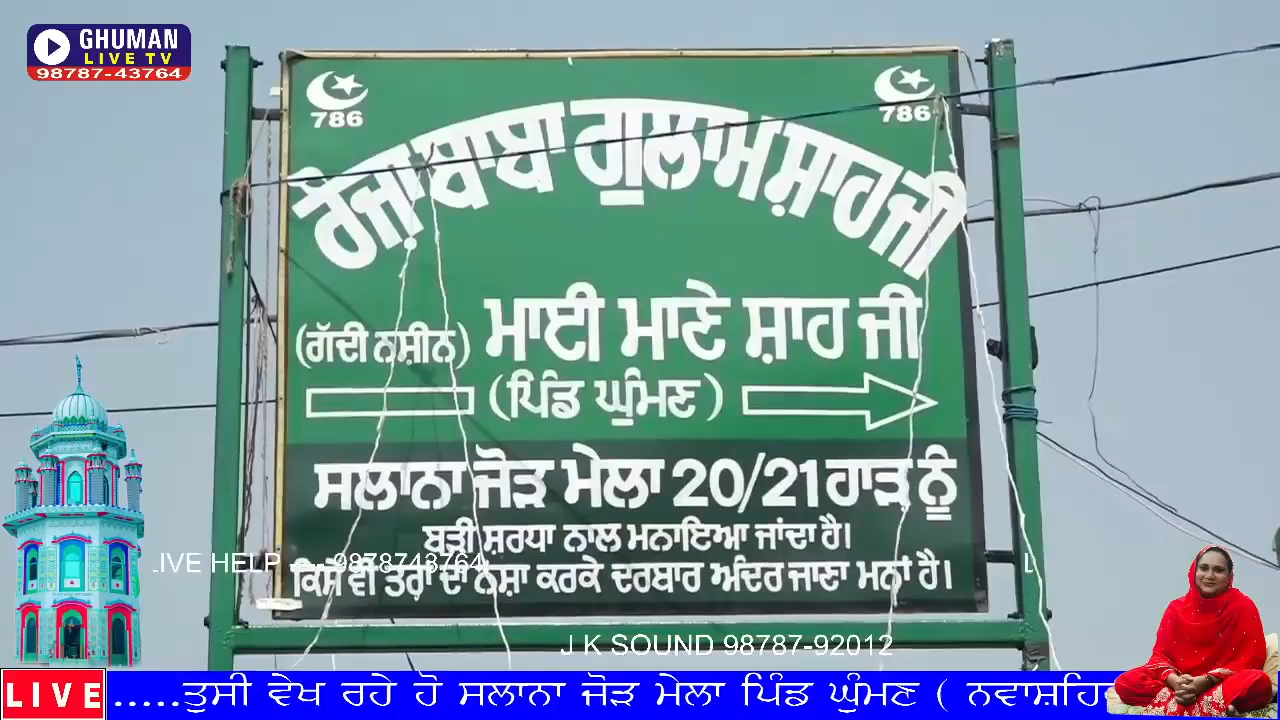 GHUMAN
LIVE TV
98787-43764
786
786
ਰੌਜ਼ਾ ਬਾਬਾ ਗੁਲਾਮ ਸ਼ਾਹ ਜੀ
(ਗੱਦੀ ਨਸ਼ੀਨ) ਮਾਈ ਮਾਣੇ ਸ਼ਾਹ ਜੀ
(ਪਿੰਡ ਘੁੰਮਣ)
ਸਲਾਨਾ ਜੋੜ ਮੇਲਾ 20/21 ਹਾੜ ਨੂੰ
ਬੜੀ ਸ਼ਰਧਾ ਨਾਲ ਮਨਾਇਆ ਜਾਂਦਾ ਹੈ।
LIVE HELP --- 9878743764
ਕਿਸੇ ਵੀ ਤਰ੍ਹਾਂ ਦਾ ਨਸ਼ਾ ਕਰਕੇ ਦਰਬਾਰ ਅੰਦਰ ਜਾਣਾ ਮਨਾਂ ਹੈ।
J K SOUND 98787-92012
LIVE .....ਤੁਸੀ ਵੇਖ ਰਹੇ ਹੋ ਸਲਾਨਾ ਜੋੜ ਮੇਲਾ ਪਿੰਡ ਘੁੰਮਣ ( ਨਵਾਸ਼ਹਿ